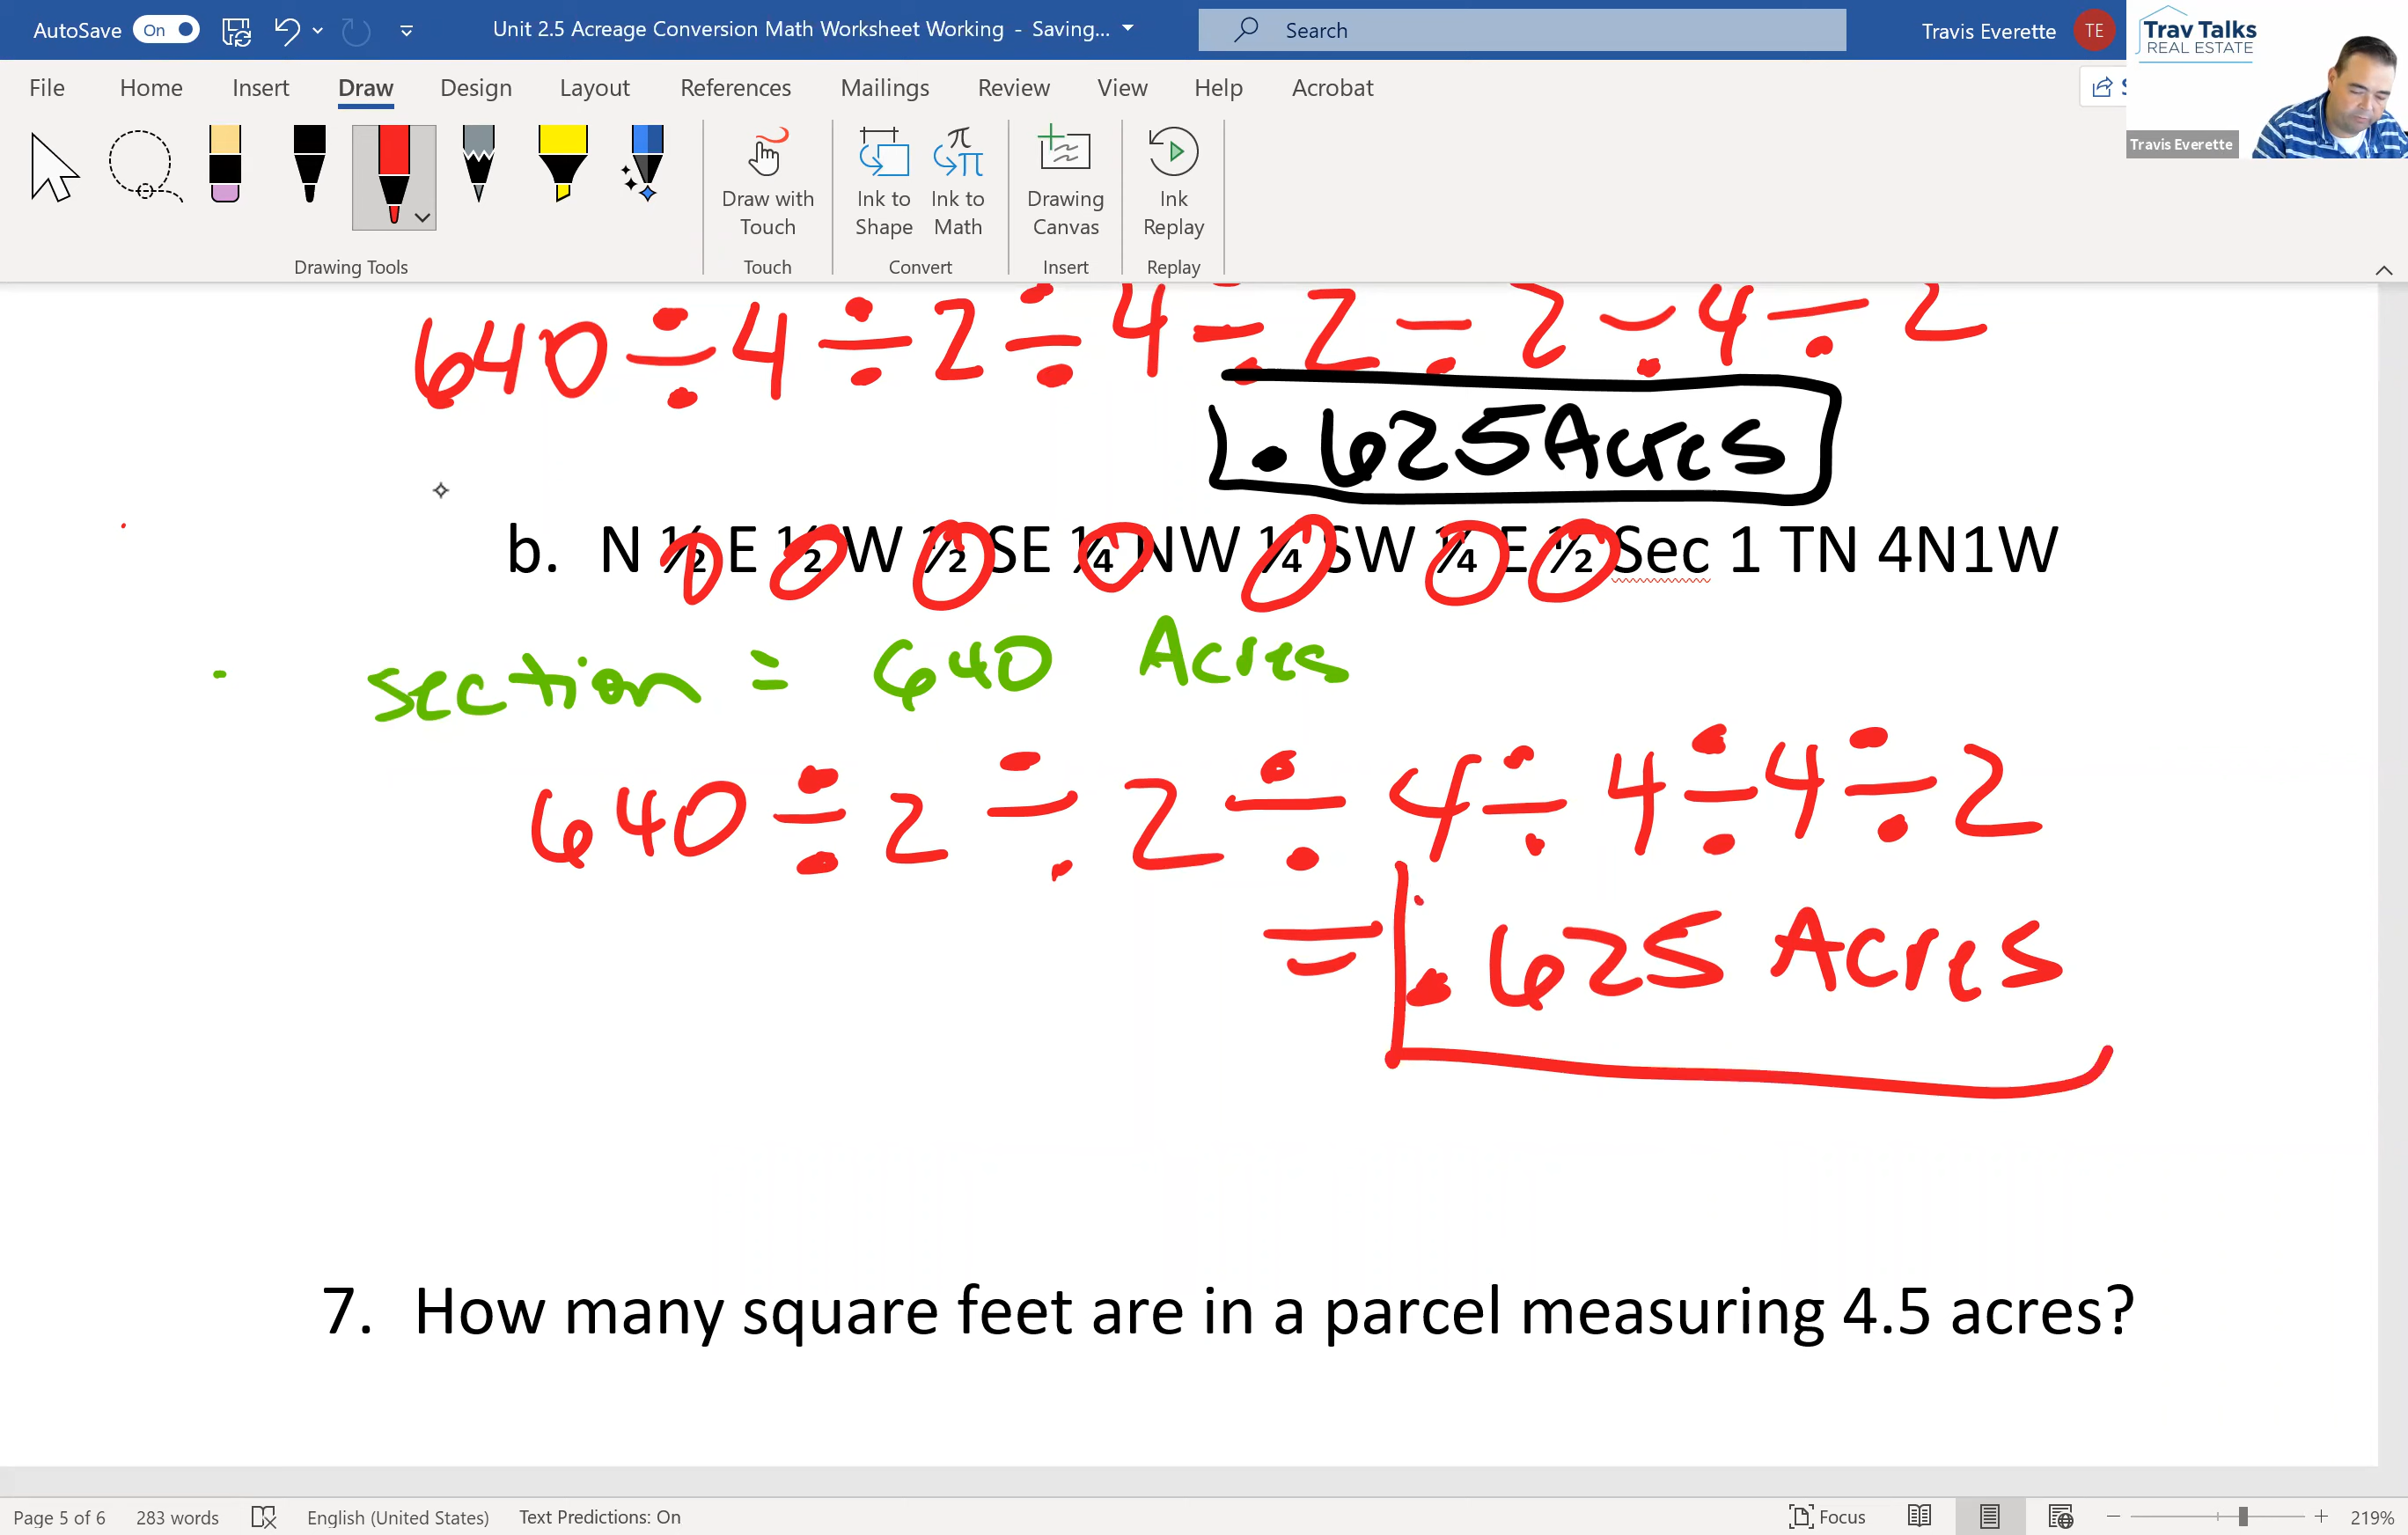 AutoSave On Unit 2.5 Acreage Conversion Math Worksheet Working - Saving... Search Travis Everette TE
Trav Talks
REAL ESTATE
Travis Everette
File Home Insert Draw Design Layout References Mailings Review View Help Acrobat
Draw with Touch Ink to Shape Ink to Math Drawing Canvas Ink Replay
Drawing Tools Touch Convert Insert Replay
640 ÷ 4 ÷ 2 ÷ 4 ÷ 2 ÷ 2 ÷ 4 ÷ 2
.625 Acres
b. N ½ E ½ W ½ SE ¼ NW ¼ SW ¼ E ½ Sec 1 TN 4N1W
section = 640 Acres
640 ÷ 2 ÷ 2 ÷ 4 ÷ 4 ÷ 4 ÷ 2
= .625 Acres
7. How many square feet are in a parcel measuring 4.5 acres?
Page 5 of 6 283 words English (United States) Text Predictions: On Focus 219%